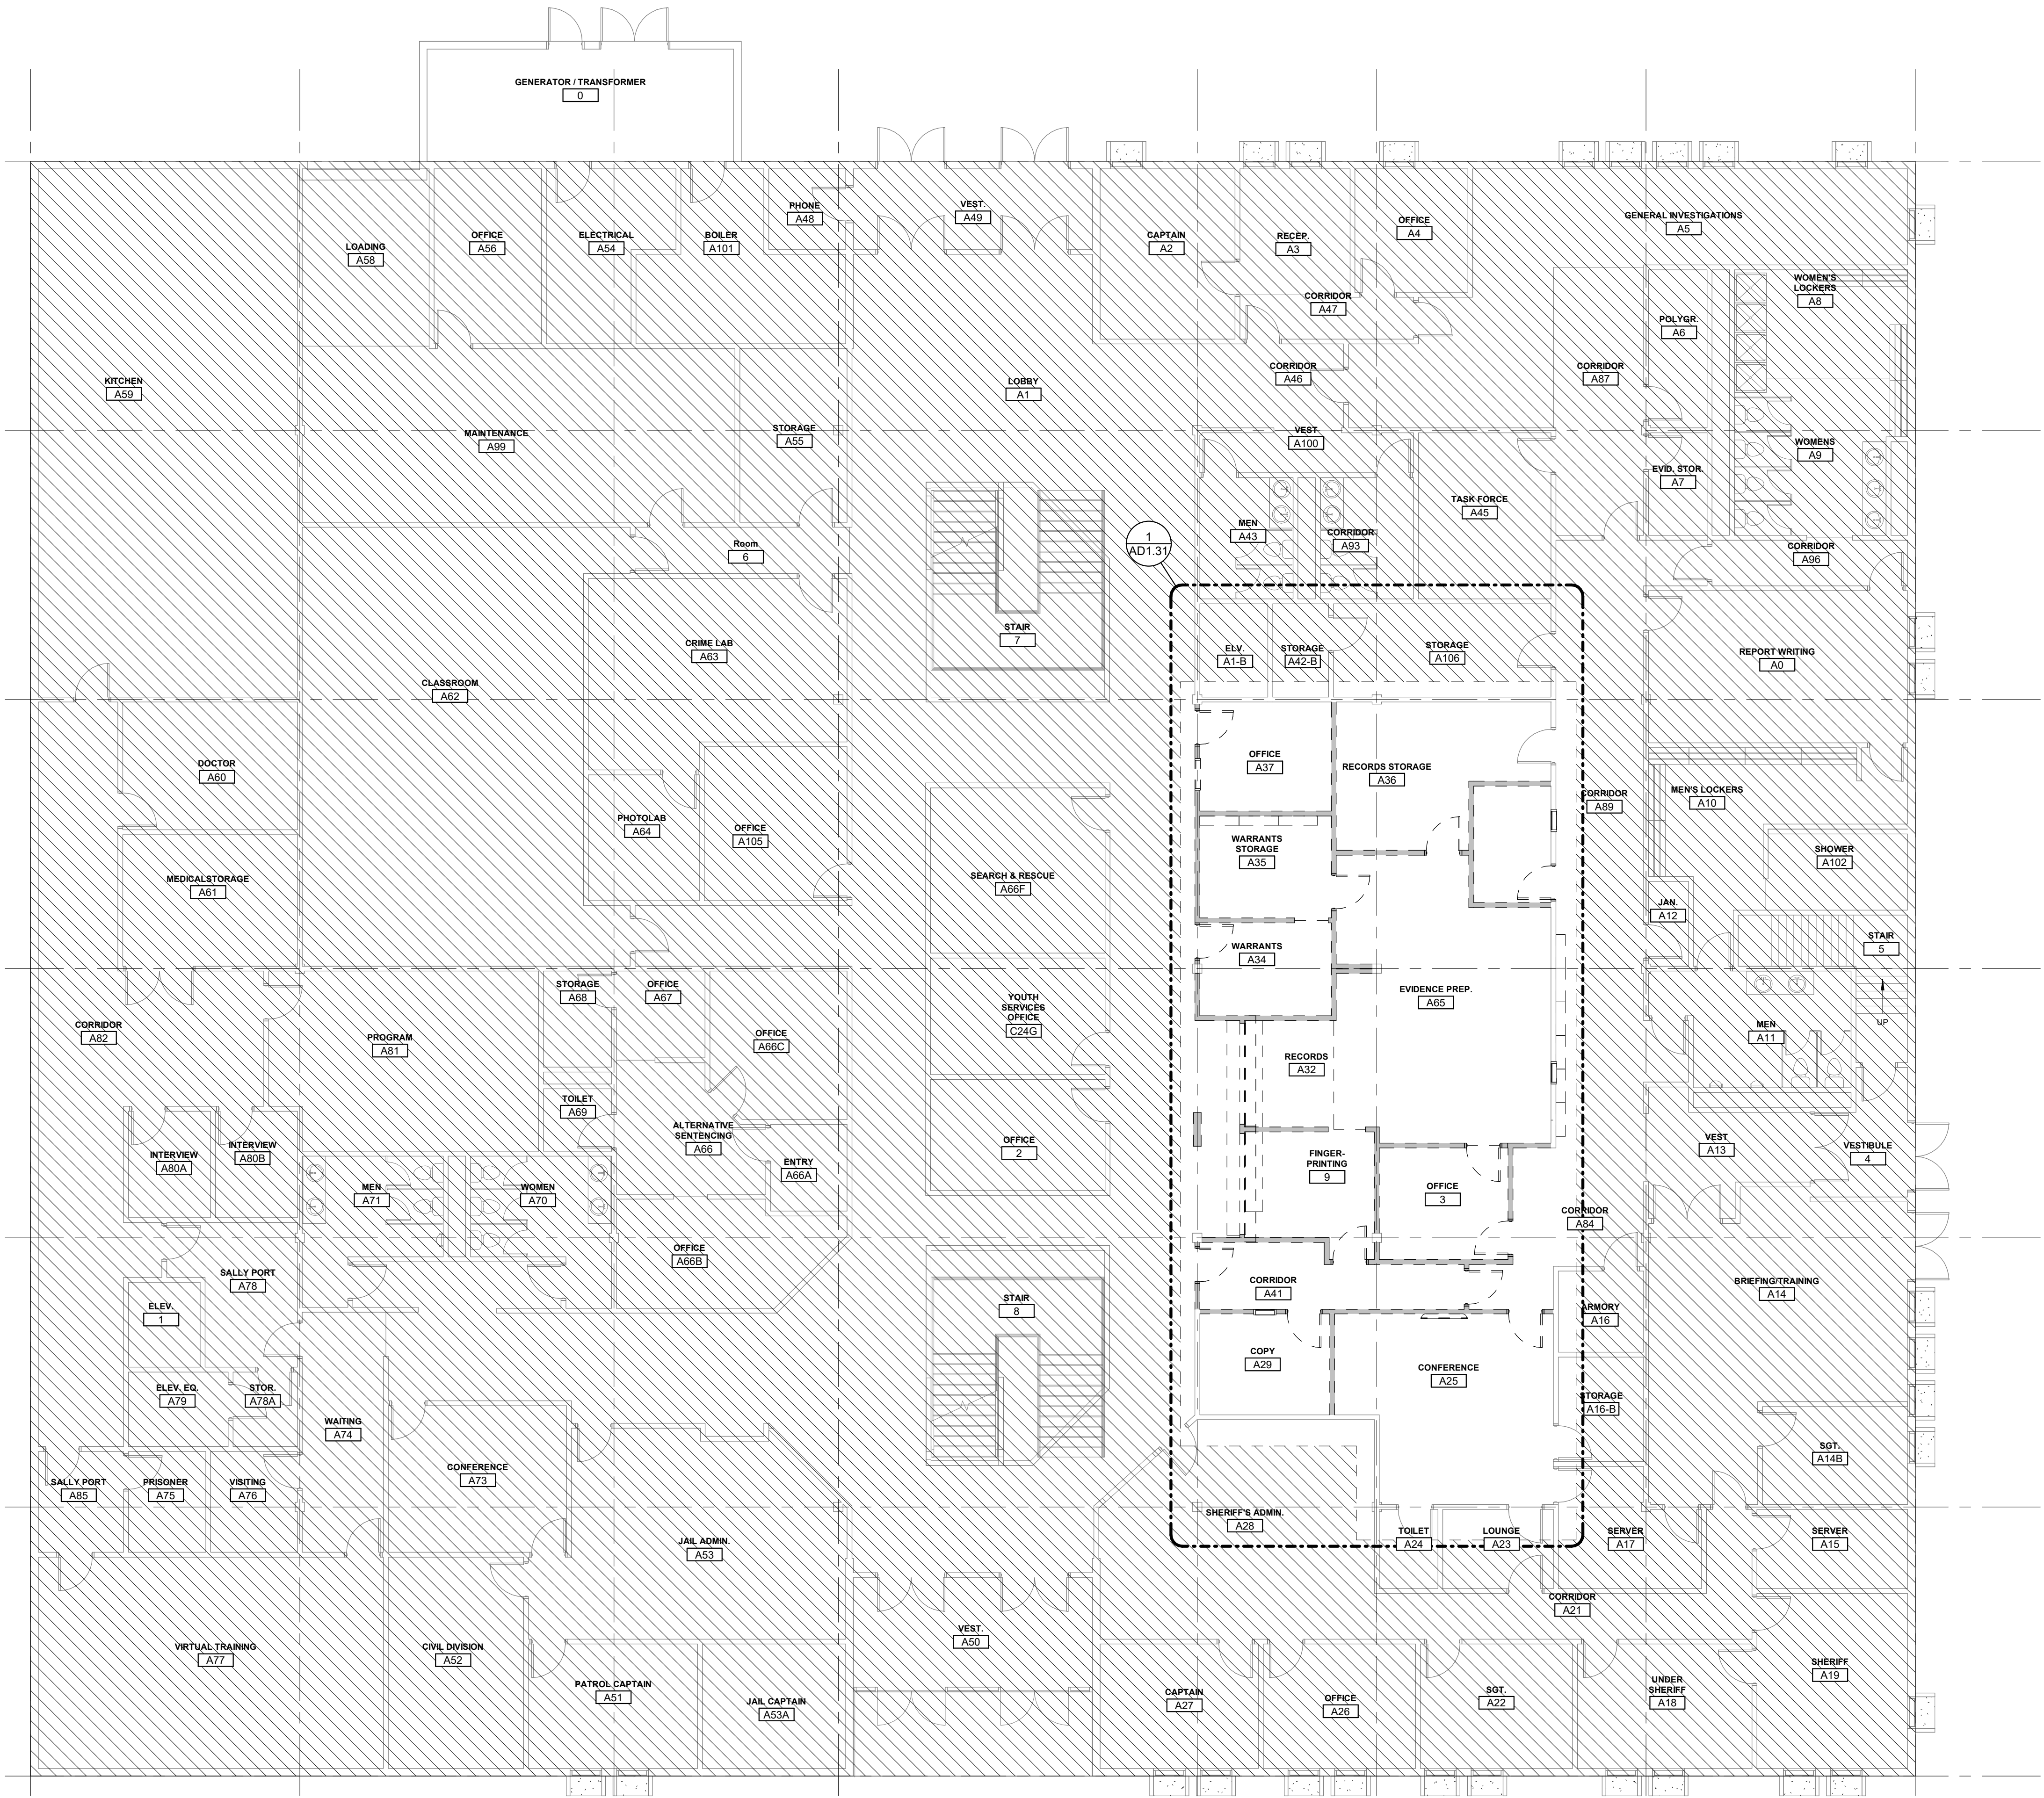 GENERATOR / TRANSFORMER
0
PHONE
A48
VEST.
A49
LOADING
A58
OFFICE
A56
ELECTRICAL
A54
BOILER
A101
CAPTAIN
A2
RECEP.
A3
OFFICE
A4
GENERAL INVESTIGATIONS
A5
WOMEN'S
LOCKERS
A8
CORRIDOR
A47
POLYGR.
A6
KITCHEN
A59
LOBBY
A1
CORRIDOR
A46
CORRIDOR
A87
MAINTENANCE
A99
STORAGE
A55
VEST
A100
WOMENS
A9
EVID. STOR.
A7
TASK FORCE
A45
MEN
A43
CORRIDOR
A93
1
AD1.31
Room
6
CORRIDOR
A96
STAIR
7
CRIME LAB
A63
ELV.
A1-B
STORAGE
A42-B
STORAGE
A106
REPORT WRITING
A0
CLASSROOM
A62
DOCTOR
A60
OFFICE
A37
RECORDS STORAGE
A36
CORRIDOR
A89
MEN'S LOCKERS
A10
PHOTOLAB
A64
OFFICE
A105
WARRANTS
STORAGE
A35
SHOWER
A102
MEDICALSTORAGE
A61
SEARCH & RESCUE
A66F
JAN.
A12
STAIR
5
WARRANTS
A34
STORAGE
A68
OFFICE
A67
YOUTH
SERVICES
OFFICE
C24G
EVIDENCE PREP.
A65
UP
CORRIDOR
A82
PROGRAM
A81
OFFICE
A66C
MEN
A11
RECORDS
A32
TOILET
A69
ALTERNATIVE
SENTENCING
A66
OFFICE
2
VEST
A13
VESTIBULE
4
INTERVIEW
A80A
INTERVIEW
A80B
ENTRY
A66A
FINGER-
PRINTING
9
MEN
A71
WOMEN
A70
OFFICE
3
CORRIDOR
A84
OFFICE
A66B
SALLY PORT
A78
CORRIDOR
A41
BRIEFING/TRAINING
A14
ELEV.
1
STAIR
8
ARMORY
A16
COPY
A29
CONFERENCE
A25
ELEV. EQ.
A79
STOR.
A78A
STORAGE
A16-B
WAITING
A74
SGT.
A14B
SALLY PORT
A85
PRISONER
A75
VISITING
A76
CONFERENCE
A73
SHERIFF'S ADMIN.
A28
TOILET
A24
LOUNGE
A23
SERVER
A17
SERVER
A15
JAIL ADMIN.
A53
CORRIDOR
A21
VIRTUAL TRAINING
A77
CIVIL DIVISION
A52
VEST.
A50
PATROL CAPTAIN
A51
JAIL CAPTAIN
A53A
CAPTAIN
A27
OFFICE
A26
SGT.
A22
UNDER
SHERIFF
A18
SHERIFF
A19